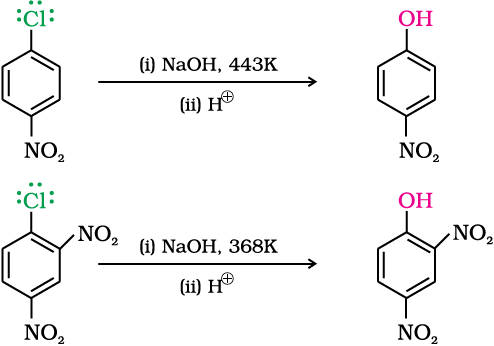 Cl OH
(i) NaOH, 443K
(ii) H⊕
NO₂ NO₂
Cl OH
NO₂ (i) NaOH, 368K NO₂
(ii) H⊕
NO₂ NO₂